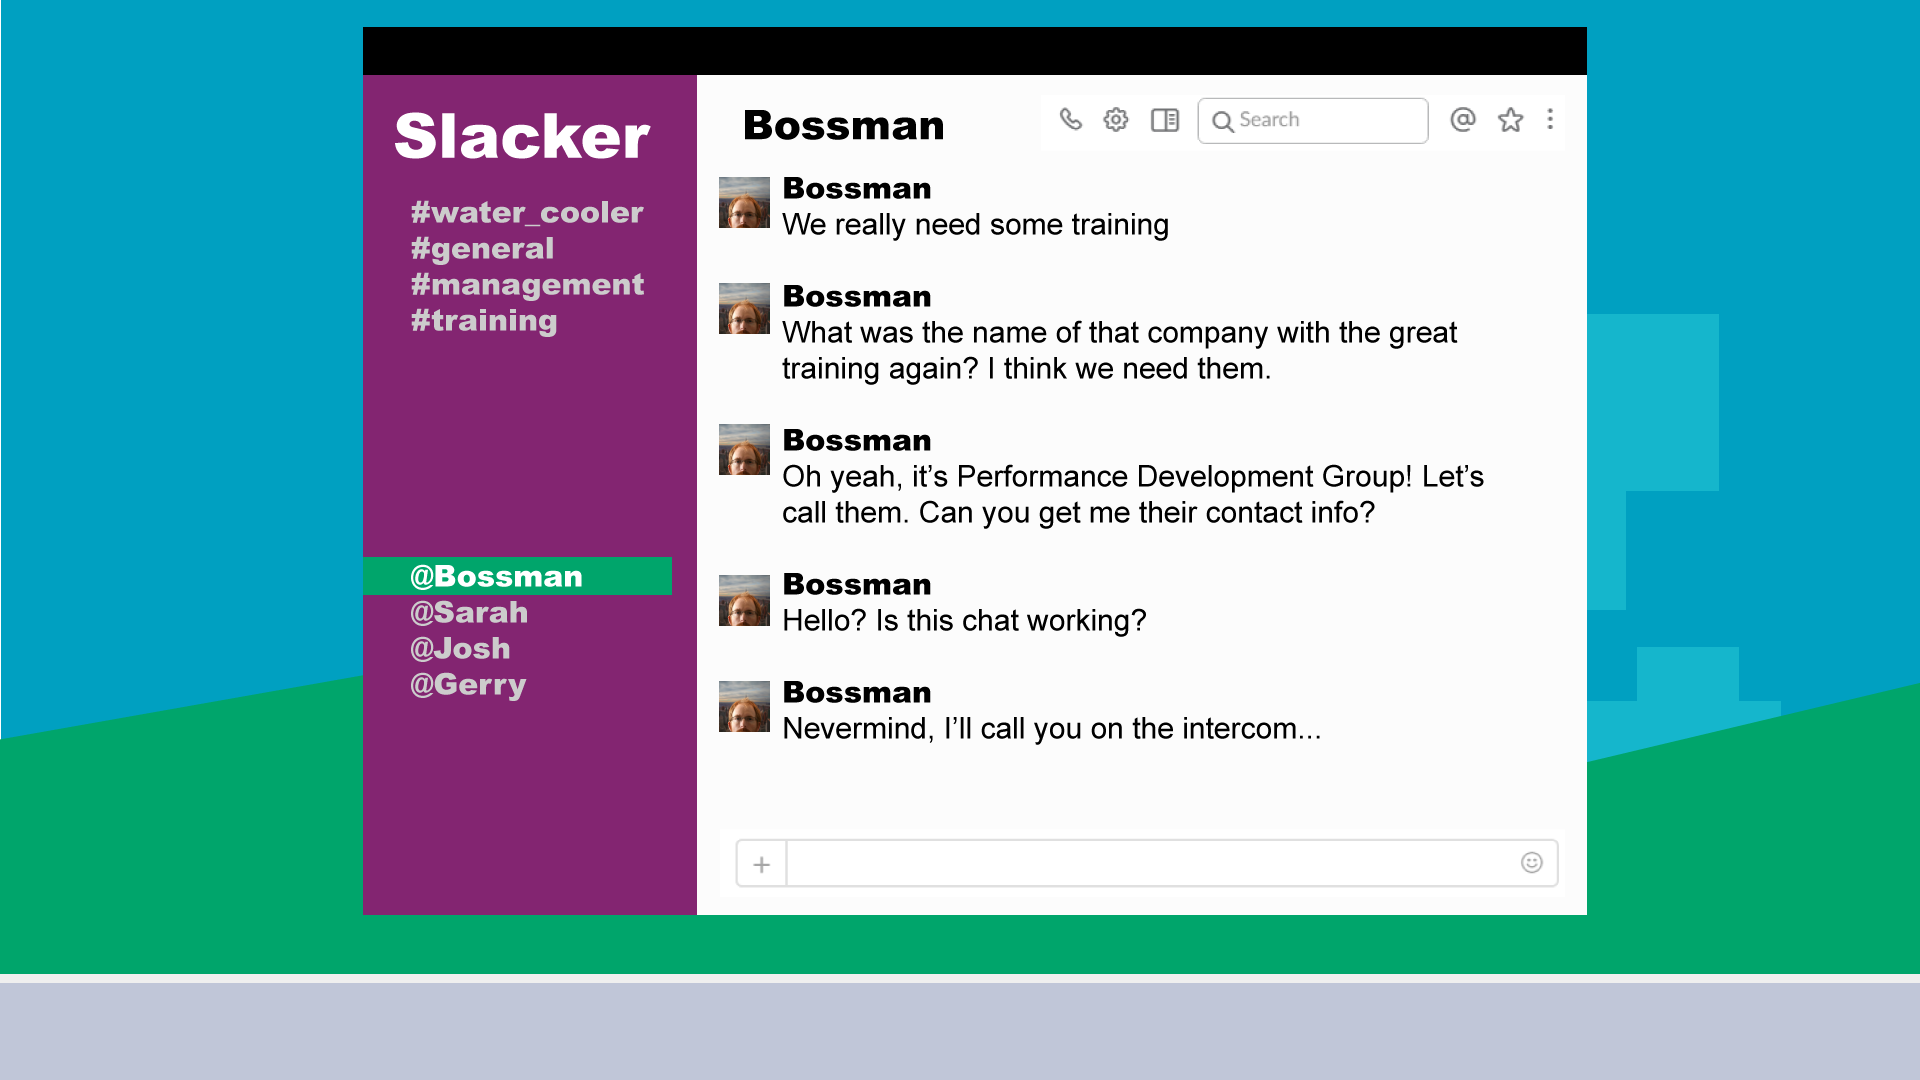 Slacker
#water_cooler
#general
#management
#training
@Bossman
@Sarah
@Josh
@Gerry
Bossman
Search
Bossman
We really need some training
Bossman
What was the name of that company with the great
training again? I think we need them.
Bossman
Oh yeah, it’s Performance Development Group! Let’s
call them. Can you get me their contact info?
Bossman
Hello? Is this chat working?
Bossman
Nevermind, I’ll call you on the intercom...